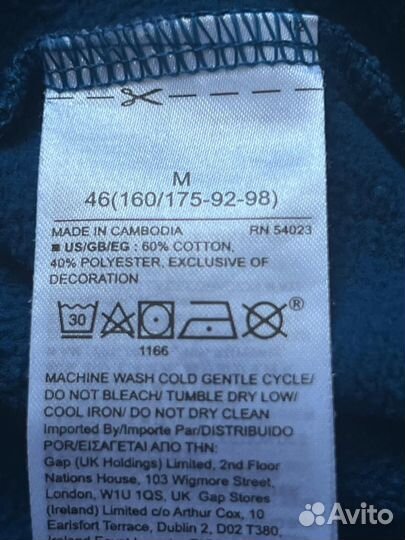 M
46(160/175-92-98)
MADE IN CAMBODIA RN 54023
US/GB/EG : 60% COTTON,
40% POLYESTER, EXCLUSIVE OF
DECORATION
30
1166
MACHINE WASH COLD GENTLE CYCLE/
DO NOT BLEACH/ TUMBLE DRY LOW/
COOL IRON/ DO NOT DRY CLEAN
Imported By/Importe Par/DISTRIBUIDO
POR/ΕΙΣΑΓΕΤΑΙ ΑΠΟ ΤΗΝ:
Gap (UK Holdings) Limited, 2nd Floor
Nations House, 103 Wigmore Street,
London, W1U 1QS, UK Gap Stores
(Ireland) Limited c/o Arthur Cox, 10
Earlsfort Terrace, Dublin 2, D02 T380,
Avito